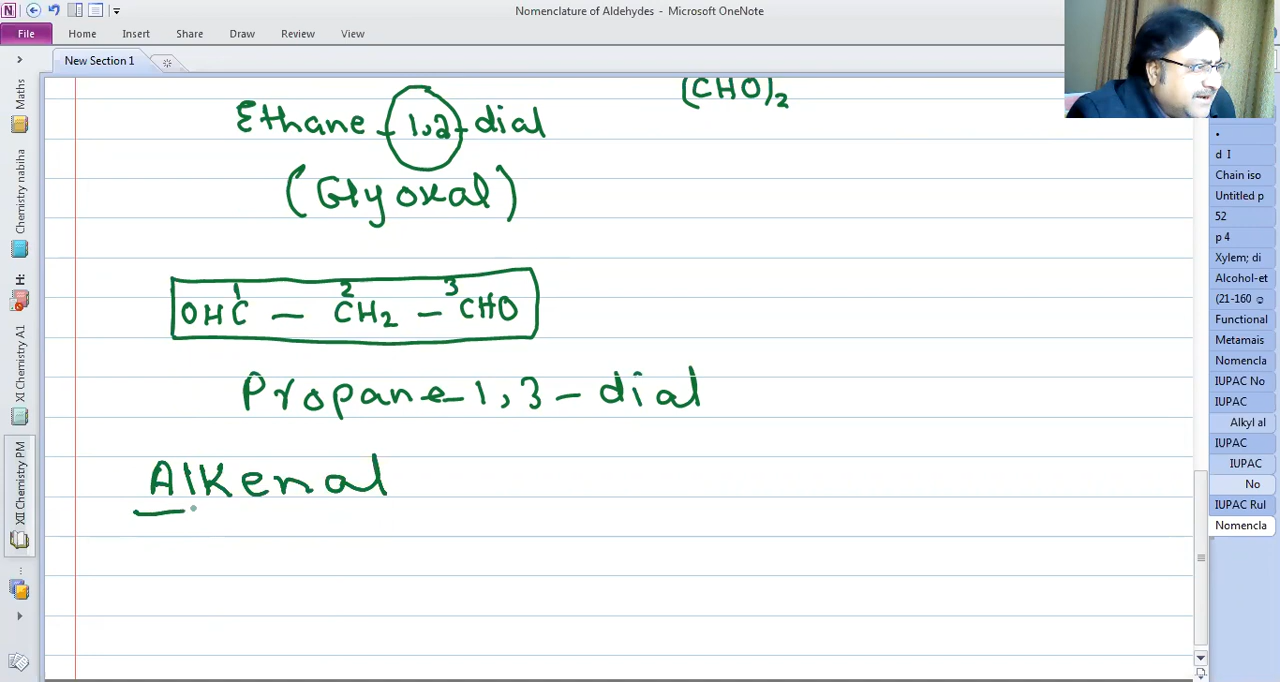 Nomenclature of Aldehydes - Microsoft OneNote
File Home Insert Share Draw Review View
New Section 1
Maths
Chemistry nabiha
H:
XI Chemistry A1
XII Chemistry PM
(CHO)2
Ethane-1,2-dial
(Glyoxal)
1 2 3
OHC — CH2 — CHO
Propane-1,3-dial
Alkenal
d I
Chain iso
Untitled p
52
p 4
Xylem; di
Alcohol-et
(21-160 ☺
Functional
Metamais
Nomencla
IUPAC No
IUPAC
Alkyl al
IUPAC
IUPAC
No
IUPAC Rul
Nomencla